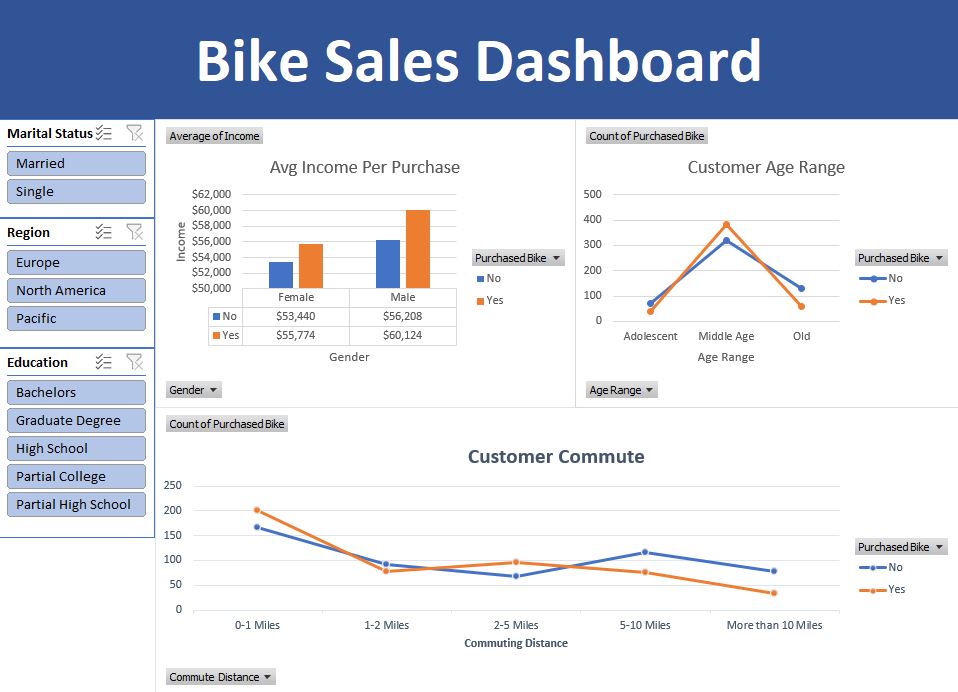 Bike Sales Dashboard
Marital Status
Married
Single
Region
Europe
North America
Pacific
Education
Bachelors
Graduate Degree
High School
Partial College
Partial High School
Average of Income
Avg Income Per Purchase
$62,000
$60,000
$58,000
$56,000
$54,000
$52,000
$50,000
Income
Female Male
No $53,440 $56,208
Yes $55,774 $60,124
Gender
Purchased Bike
No
Yes
Gender
Count of Purchased Bike
Customer Age Range
500
400
300
200
100
0
Adolescent Middle Age Old
Age Range
Purchased Bike
No
Yes
Age Range
Count of Purchased Bike
Customer Commute
250
200
150
100
50
0
0-1 Miles 1-2 Miles 2-5 Miles 5-10 Miles More than 10 Miles
Commuting Distance
Purchased Bike
No
Yes
Commute Distance